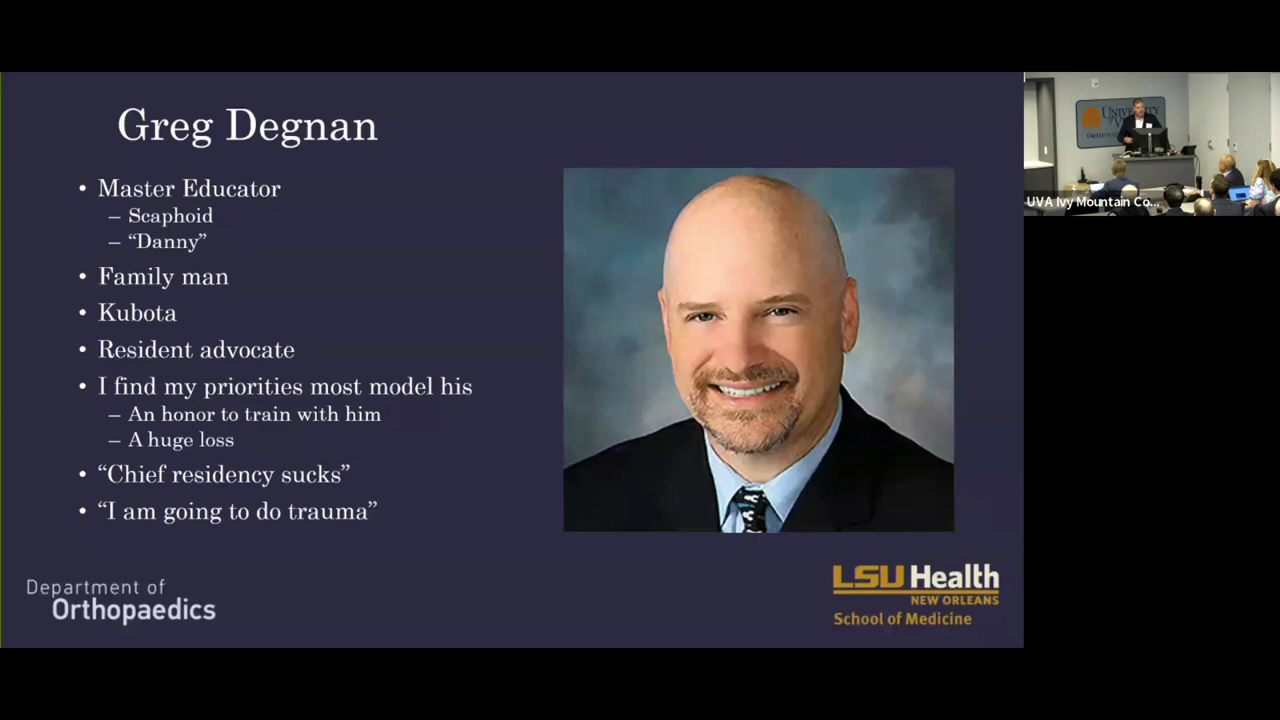 Greg Degnan
• Master Educator
– Scaphoid
– “Danny”
• Family man
• Kubota
• Resident advocate
• I find my priorities most model his
– An honor to train with him
– A huge loss
• “Chief residency sucks”
• “I am going to do trauma”
Department of
Orthopaedics
LSU Health
NEW ORLEANS
School of Medicine
UNIVERSITY
UVA Ivy Mountain Co...